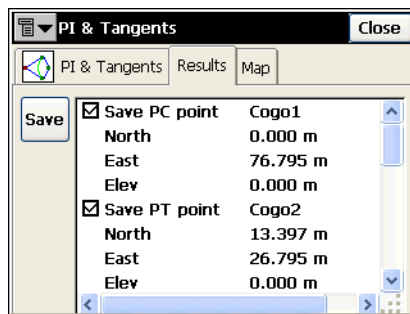 PI & Tangents Close
PI & Tangents Results Map
Save
Save PC point Cogo1
North 0.000 m
East 76.795 m
Elev 0.000 m
Save PT point Cogo2
North 13.397 m
East 26.795 m
Elev 0.000 m